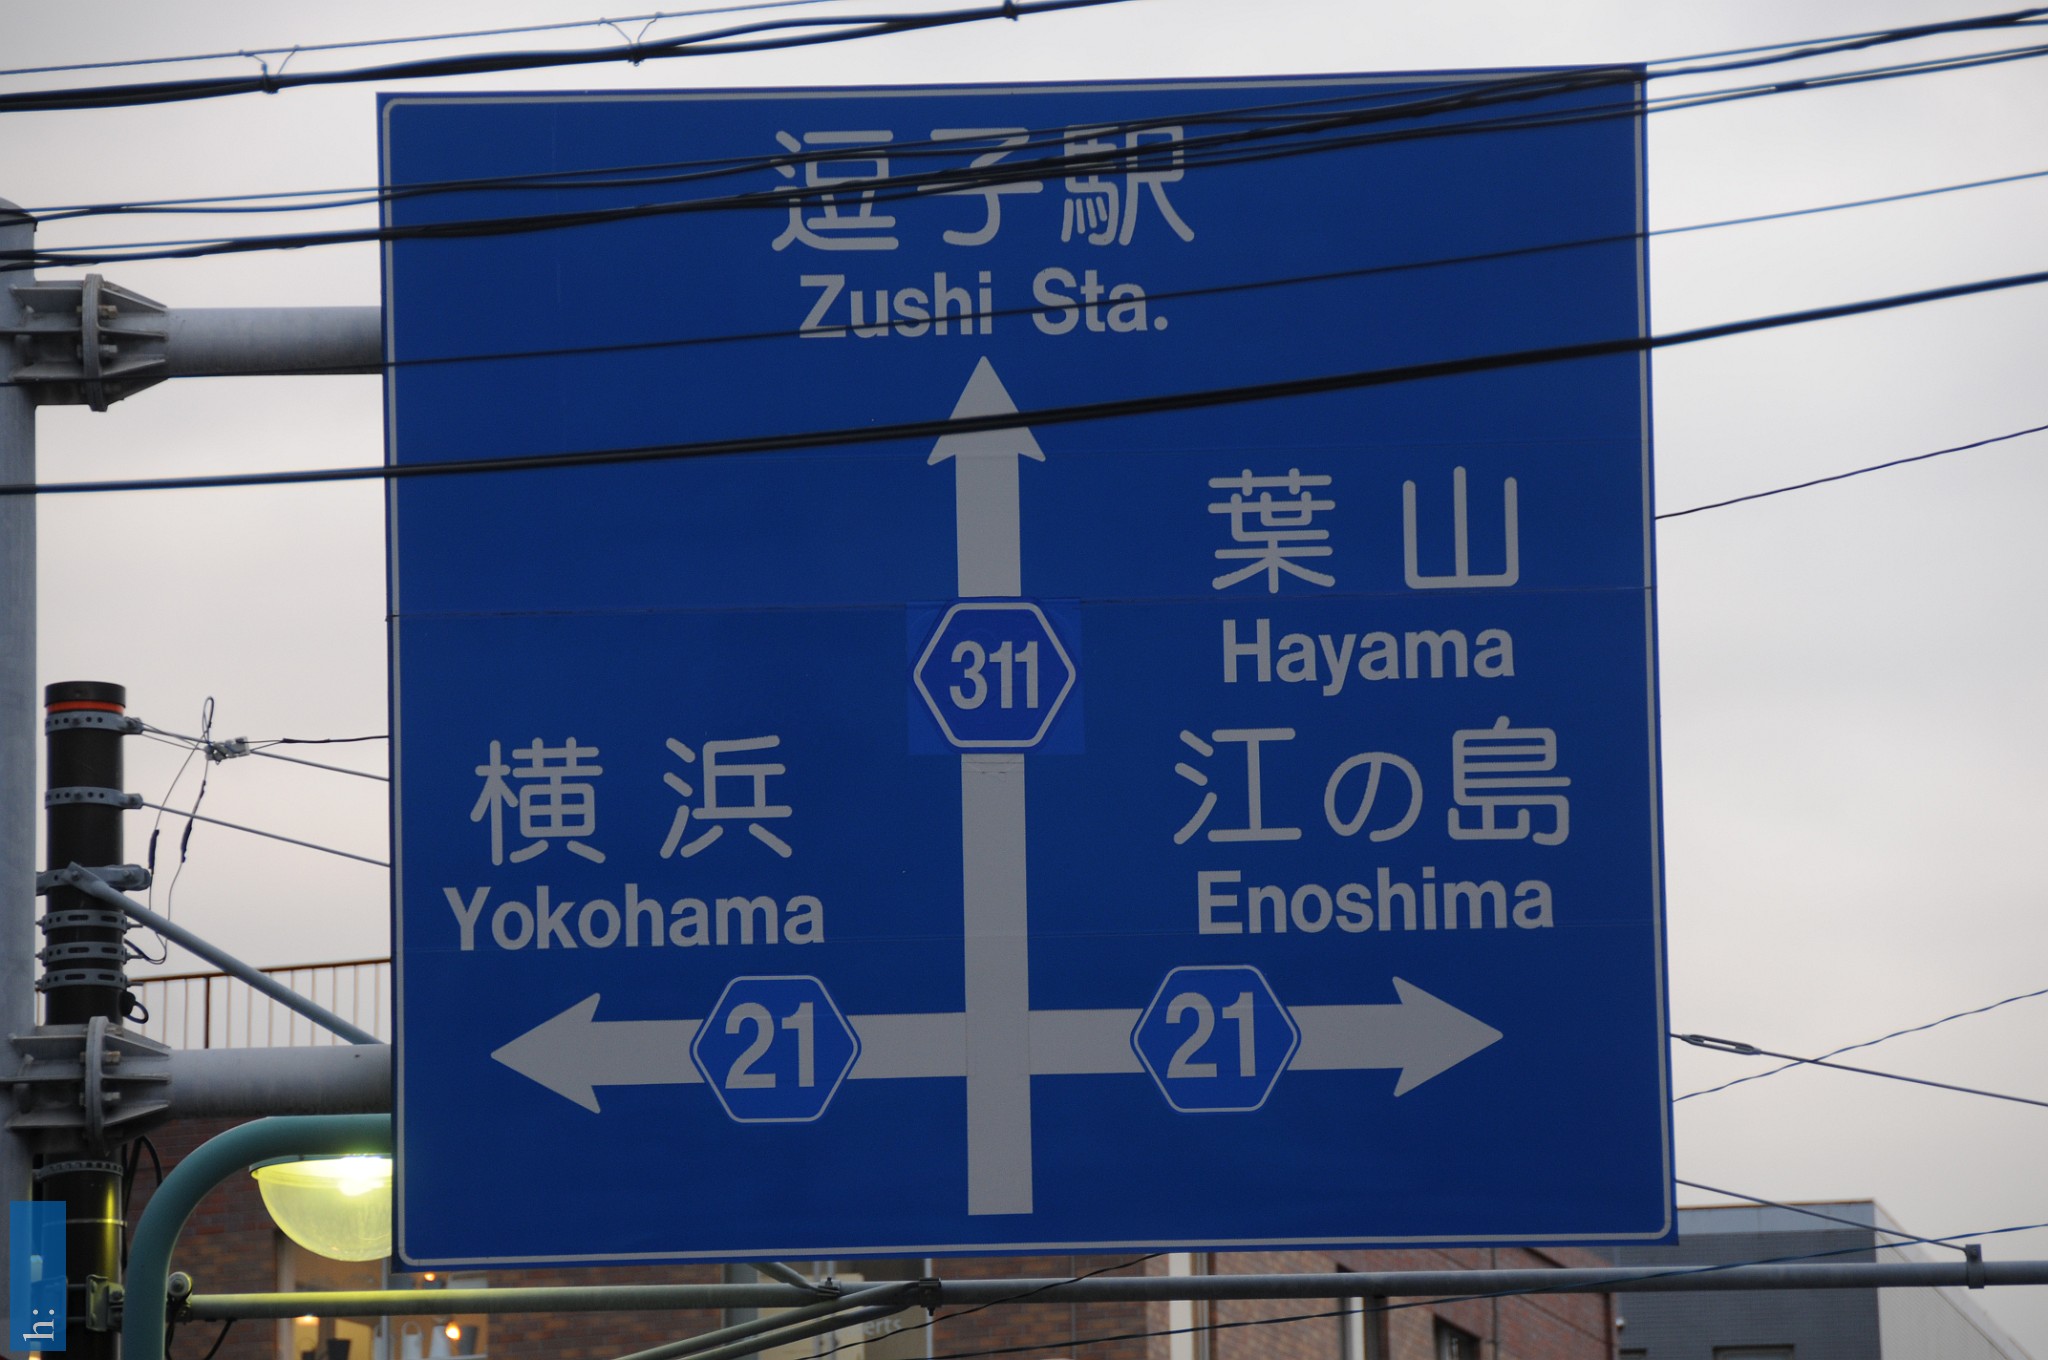 逗子駅
Zushi Sta.
葉山
Hayama
311
横浜
Yokohama
江の島
Enoshima
21
21
h: